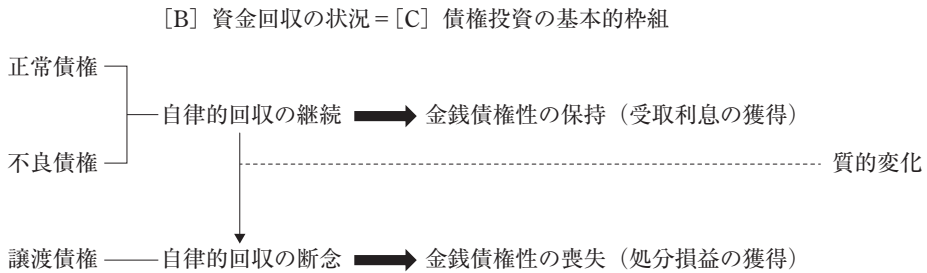 ［B］資金回収の状況＝［C］債権投資の基本的枠組
正常債権
自律的回収の継続 金銭債権性の保持（受取利息の獲得）
不良債権
質的変化
譲渡債権 自律的回収の断念 金銭債権性の喪失（処分損益の獲得）